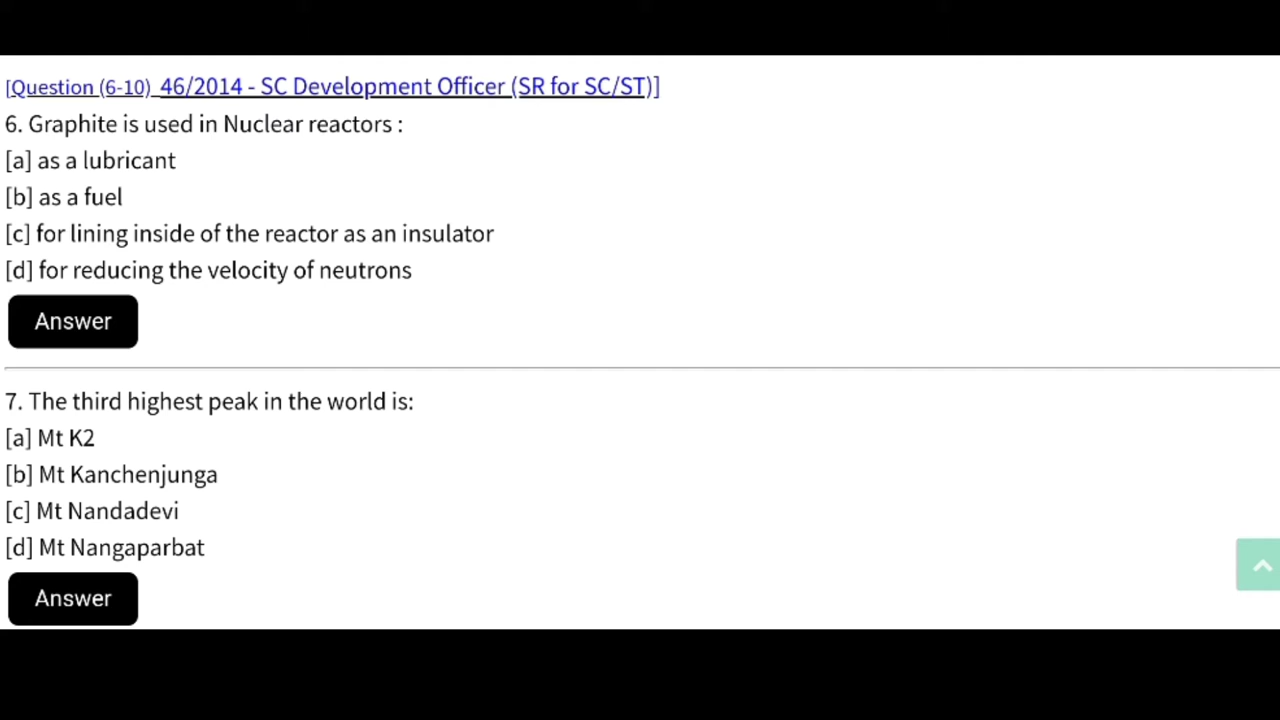 [Question (6-10) 46/2014 - SC Development Officer (SR for SC/ST)]
6. Graphite is used in Nuclear reactors :
[a] as a lubricant
[b] as a fuel
[c] for lining inside of the reactor as an insulator
[d] for reducing the velocity of neutrons
Answer
7. The third highest peak in the world is:
[a] Mt K2
[b] Mt Kanchenjunga
[c] Mt Nandadevi
[d] Mt Nangaparbat
Answer